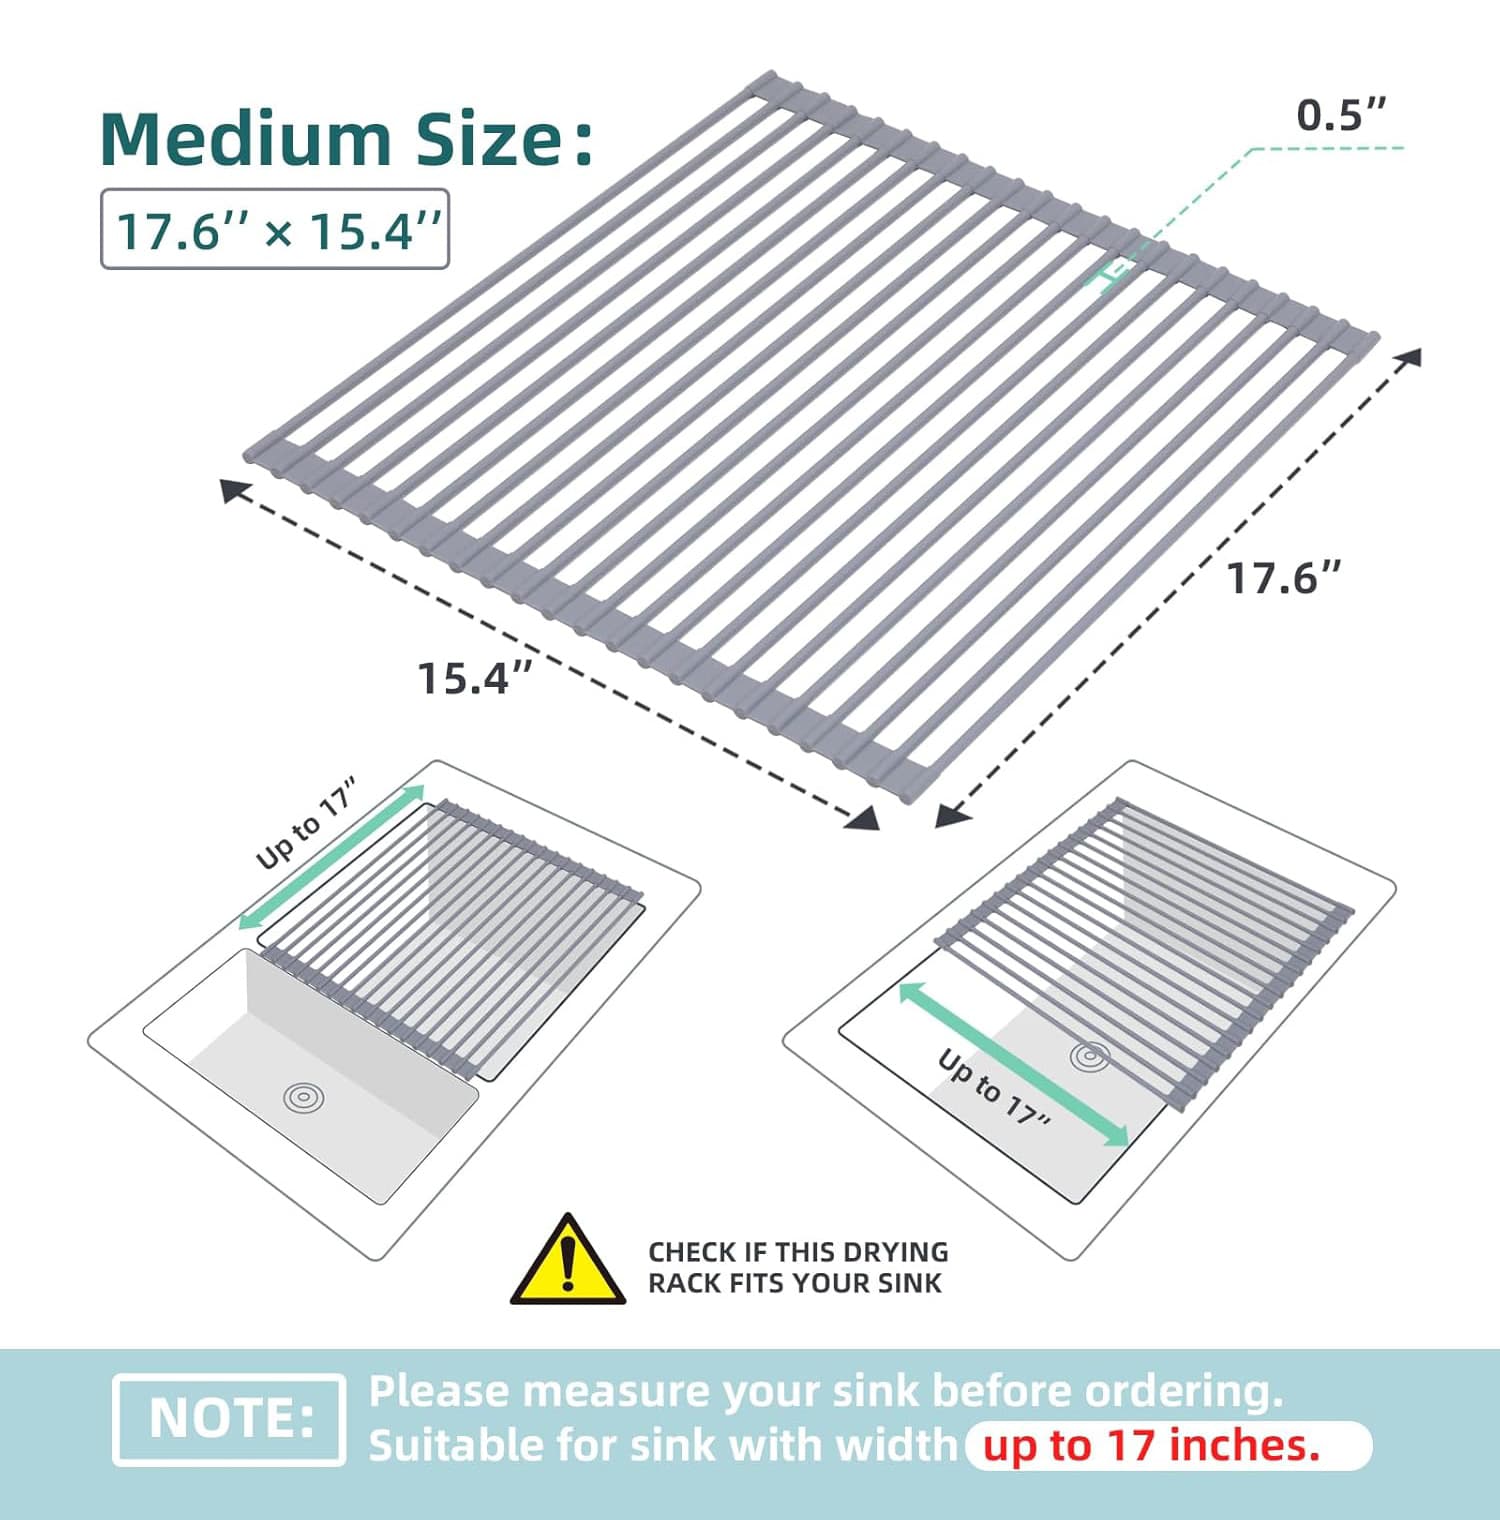 Medium Size:
17.6″ × 15.4″
0.5″
17.6″
15.4″
Up to 17″
Up to 17″
CHECK IF THIS DRYING
RACK FITS YOUR SINK
NOTE:
Please measure your sink before ordering.
Suitable for sink with width up to 17 inches.